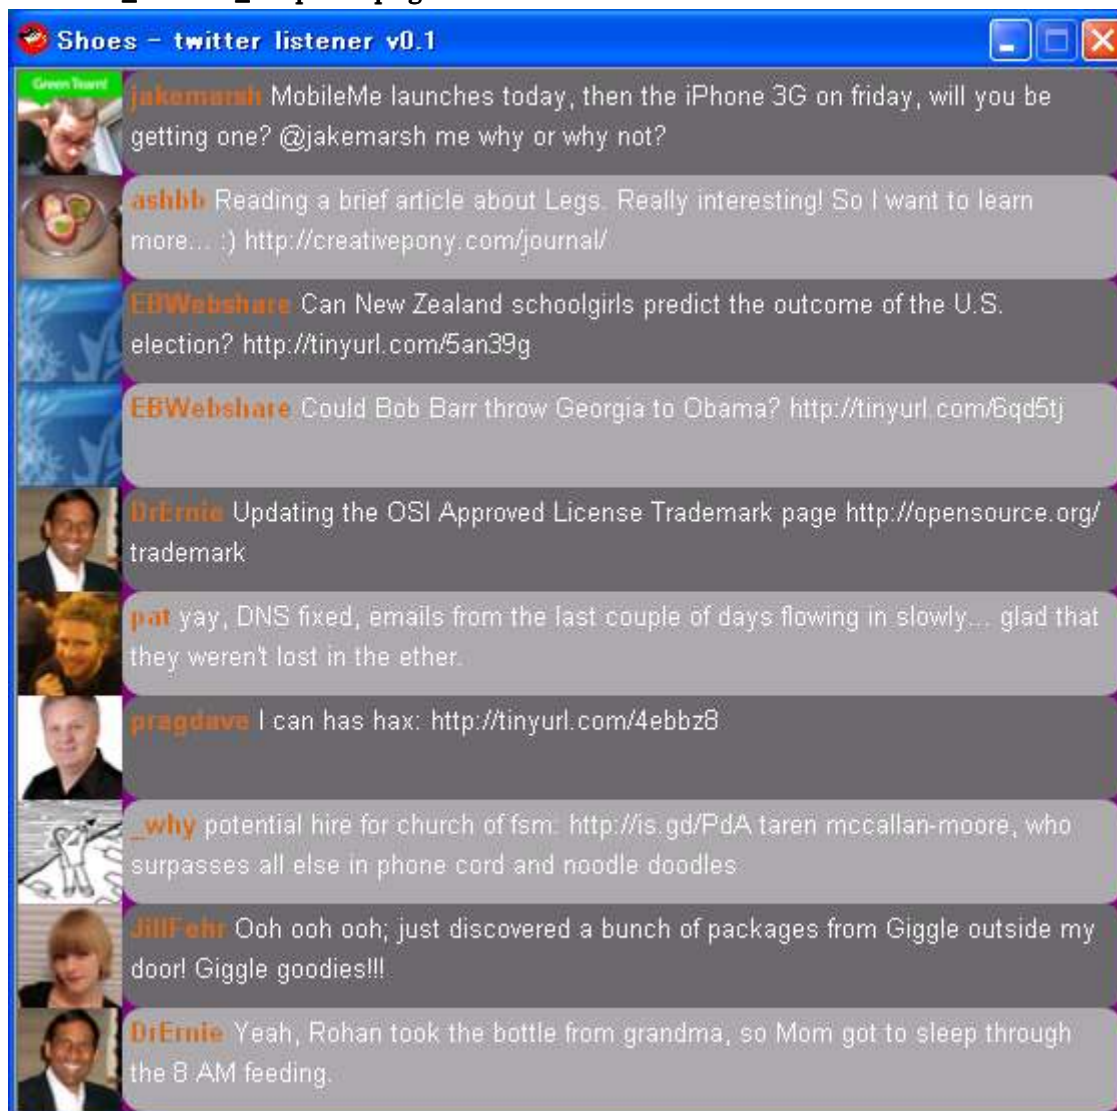 Shoes - twitter listener v0.1
Green Team!
jakemarsh MobileMe launches today, then the iPhone 3G on friday, will you be
getting one? @jakemarsh me why or why not?
ashbb Reading a brief article about Legs. Really interesting! So I want to learn
more... :) http://creativepony.com/journal/
EBWebshare Can New Zealand schoolgirls predict the outcome of the U.S.
election? http://tinyurl.com/5an39g
EBWebshare Could Bob Barr throw Georgia to Obama? http://tinyurl.com/6qd5tj
DrErnie Updating the OSI Approved License Trademark page http://opensource.org/
trademark
pat yay, DNS fixed, emails from the last couple of days flowing in slowly... glad that
they weren't lost in the ether.
pragdave I can has hax: http://tinyurl.com/4ebbz8
_why potential hire for church of fsm: http://is.gd/PdA taren mccallan-moore, who
surpasses all else in phone cord and noodle doodles
JillFehr Ooh ooh ooh; just discovered a bunch of packages from Giggle outside my
door! Giggle goodies!!!
DrErnie Yeah, Rohan took the bottle from grandma, so Mom got to sleep through
the 8 AM feeding.